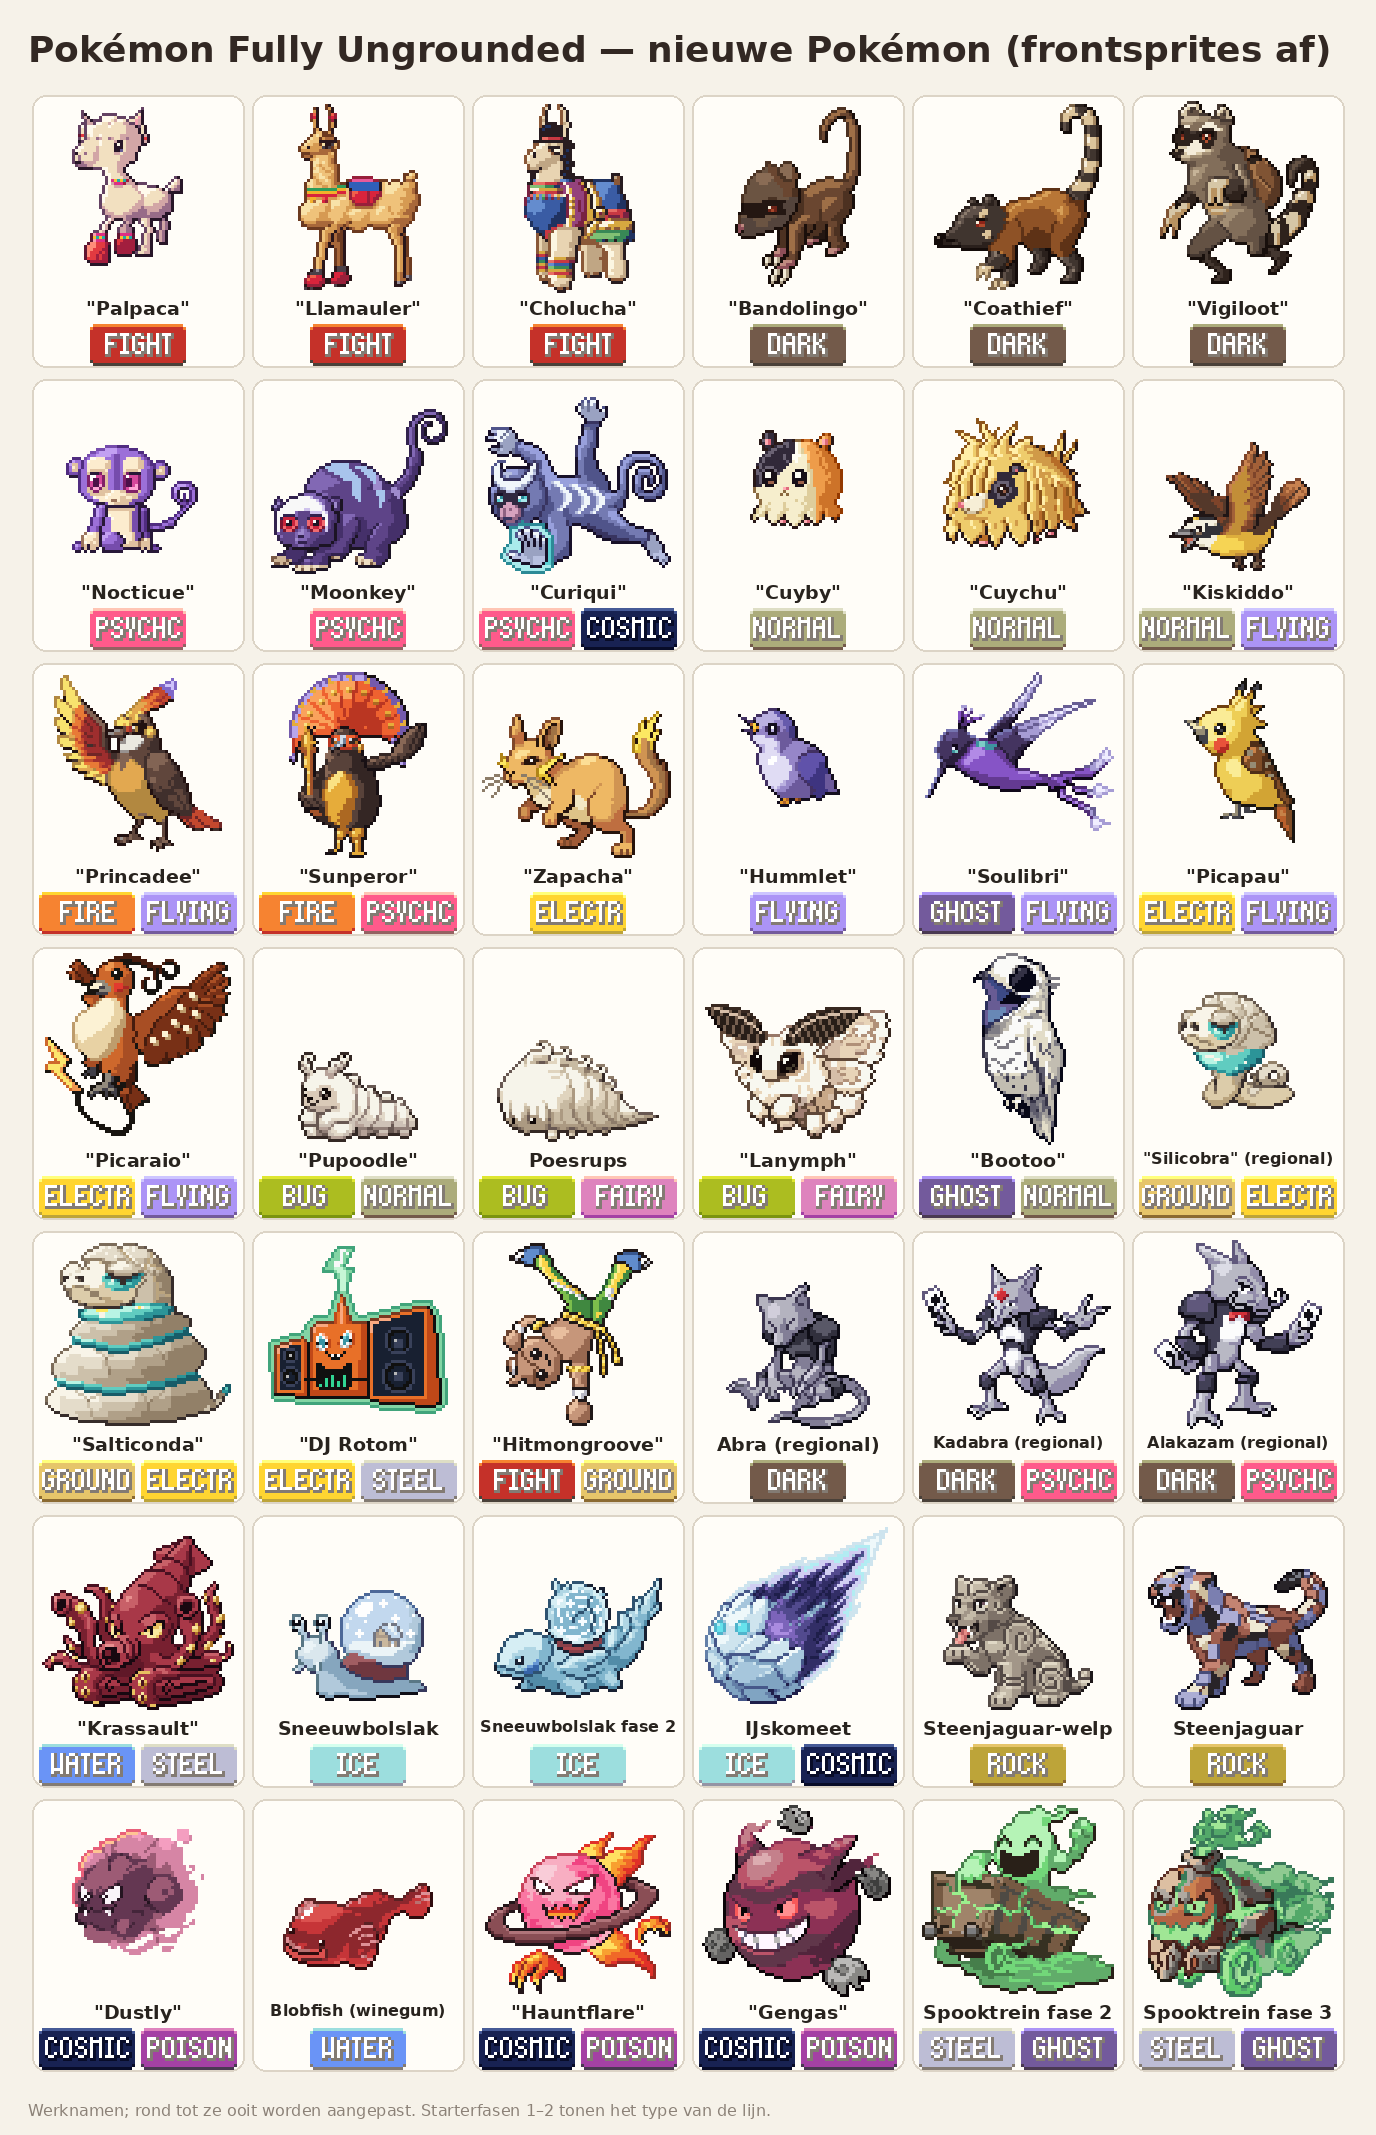 Pokémon Fully Ungrounded — nieuwe Pokémon (frontsprites af)
"Palpaca" "Llamauler" "Cholucha" "Bandolingo" "Coathief" "Vigiloot"
FIGHT FIGHT FIGHT DARK DARK DARK
"Nocticue" "Moonkey" "Curiqui" "Cuyby" "Cuychu" "Kiskiddo"
PSYCHC PSYCHC PSYCHC COSMIC NORMAL NORMAL NORMAL FLYING
"Princadee" "Sunperor" "Zapacha" "Hummlet" "Soulibri" "Picapau"
FIRE FLYING FIRE PSYCHC ELECTR FLYING GHOST FLYING ELECTR FLYING
"Picaraio" "Pupoodle" Poesrups "Lanymph" "Bootoo" "Silicobra" (regional)
ELECTR FLYING BUG NORMAL BUG FAIRY BUG FAIRY GHOST NORMAL GROUND ELECTR
"Salticonda" "DJ Rotom" "Hitmongroove" Abra (regional) Kadabra (regional) Alakazam (regional)
GROUND ELECTR ELECTR STEEL FIGHT GROUND DARK DARK PSYCHC DARK PSYCHC
"Krassault" Sneeuwbolslak Sneeuwbolslak fase 2 IJskomeet Steenjaguar-welp Steenjaguar
WATER STEEL ICE ICE ICE COSMIC ROCK ROCK
"Dustly" Blobfish (winegum) "Hauntflare" "Gengas" Spooktrein fase 2 Spooktrein fase 3
COSMIC POISON WATER COSMIC POISON COSMIC POISON STEEL GHOST STEEL GHOST
Werknamen; rond tot ze ooit worden aangepast. Starterfasen 1–2 tonen het type van de lijn.